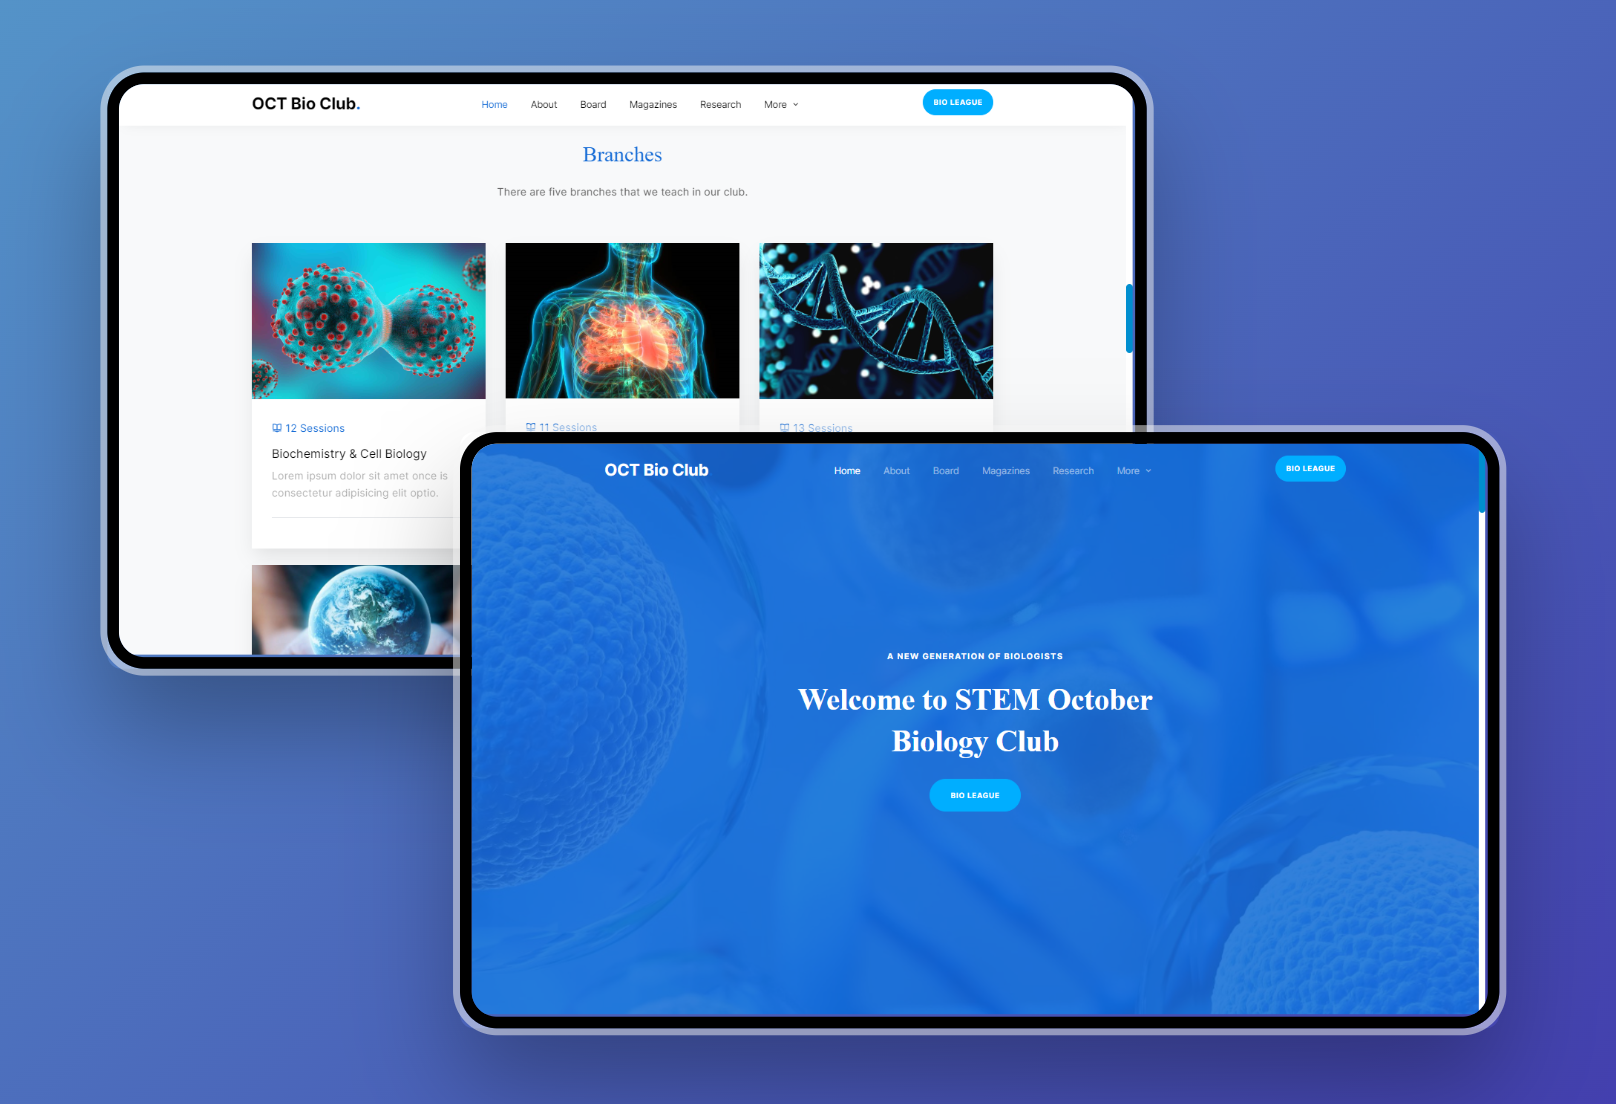 OCT Bio Club.
Home About Board Magazines Research More
BIO LEAGUE
Branches
There are five branches that we teach in our club.
12 Sessions
11 Sessions
13 Sessions
Biochemistry & Cell Biology
Lorem ipsum dolor sit amet once is
consectetur adipisicing elit optio.
OCT Bio Club
Home About Board Magazines Research More
BIO LEAGUE
A NEW GENERATION OF BIOLOGISTS
Welcome to STEM October
Biology Club
BIO LEAGUE